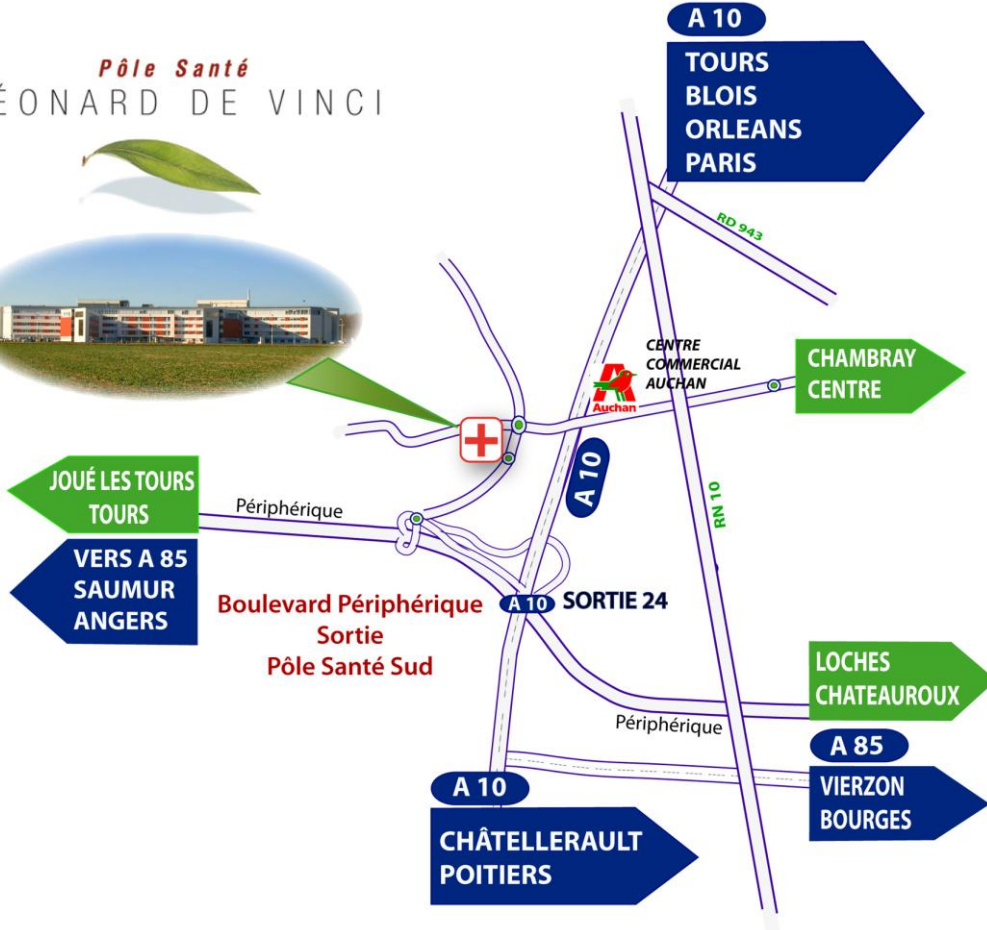 A 10
TOURS
BLOIS
ORLEANS
PARIS
Pôle Santé
ÉONARD DE VINCI
RD 943
CENTRE
COMMERCIAL
AUCHAN
Auchan
CHAMBRAY
CENTRE
A 10
RN 10
JOUÉ LES TOURS
TOURS
Périphérique
VERS A 85
SAUMUR
ANGERS
Boulevard Périphérique
Sortie
Pôle Santé Sud
A 10 SORTIE 24
LOCHES
CHATEAUROUX
Périphérique
A 85
VIERZON
BOURGES
A 10
CHÂTELLERAULT
POITIERS